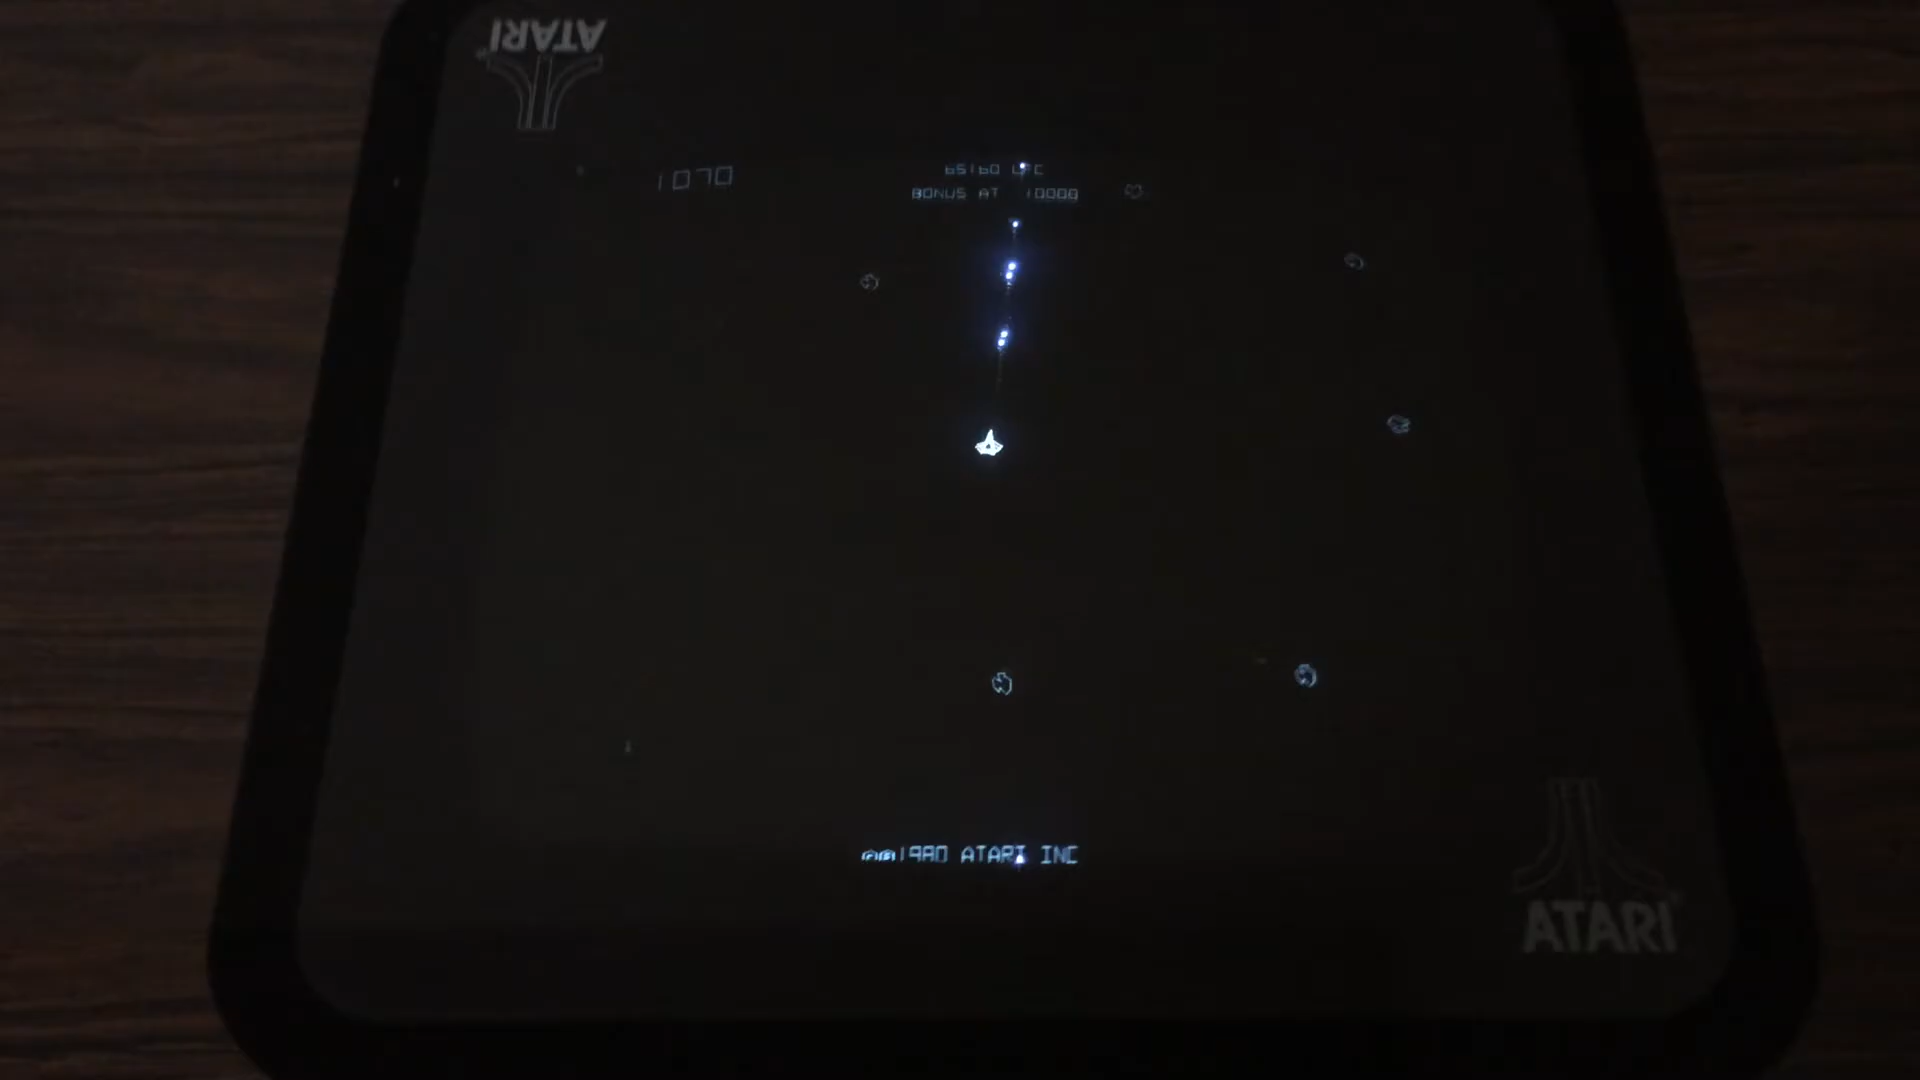 ATARI
1070
65160
BONUS AT 10000
1980 ATARI INC
ATARI